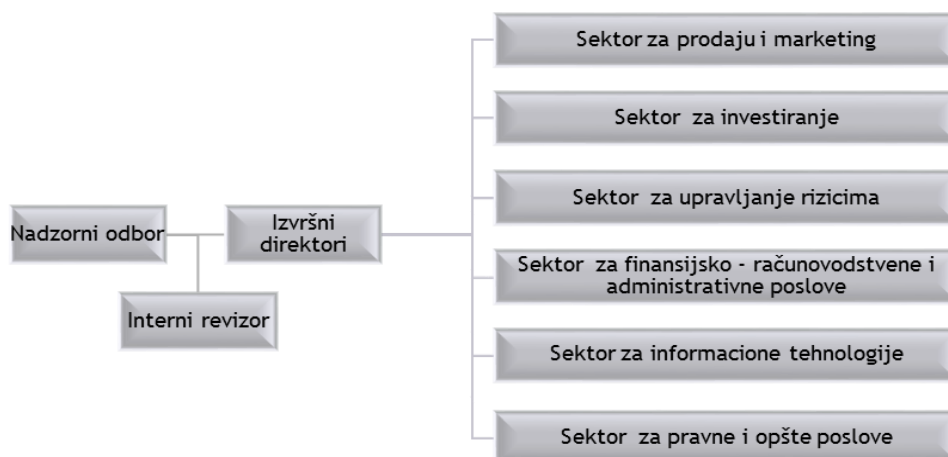 Sektor za prodaju i marketing
Sektor za investiranje
Sektor za upravljanje rizicima
Nadzorni odbor
Izvršni
direktori
Sektor za finansijsko - računovodstvene i
administrativne poslove
Interni revizor
Sektor za informacione tehnologije
Sektor za pravne i opšte poslove